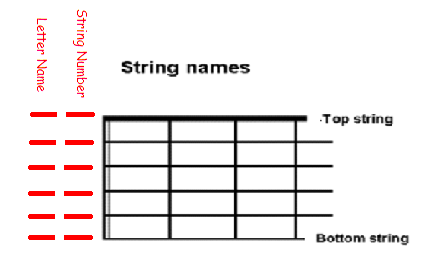 Letter Name
String Number
String names
Top string
Bottom string